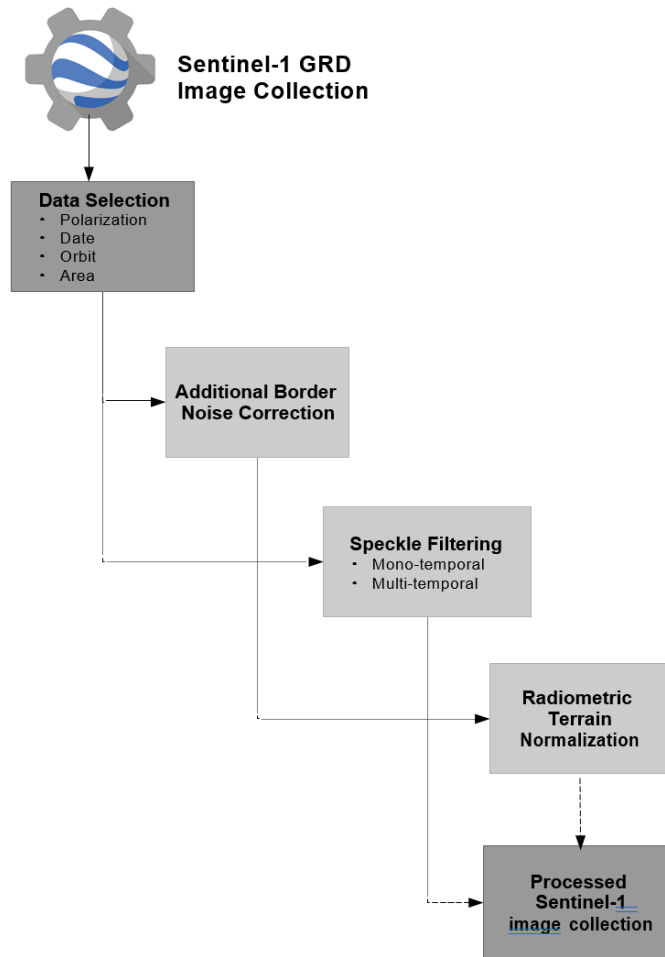 Sentinel-1 GRD
Image Collection
Data Selection
· Polarization
· Date
· Orbit
· Area
Additional Border
Noise Correction
Speckle Filtering
· Mono-temporal
· Multi-temporal
Radiometric
Terrain
Normalization
Processed
Sentinel-1
image collection